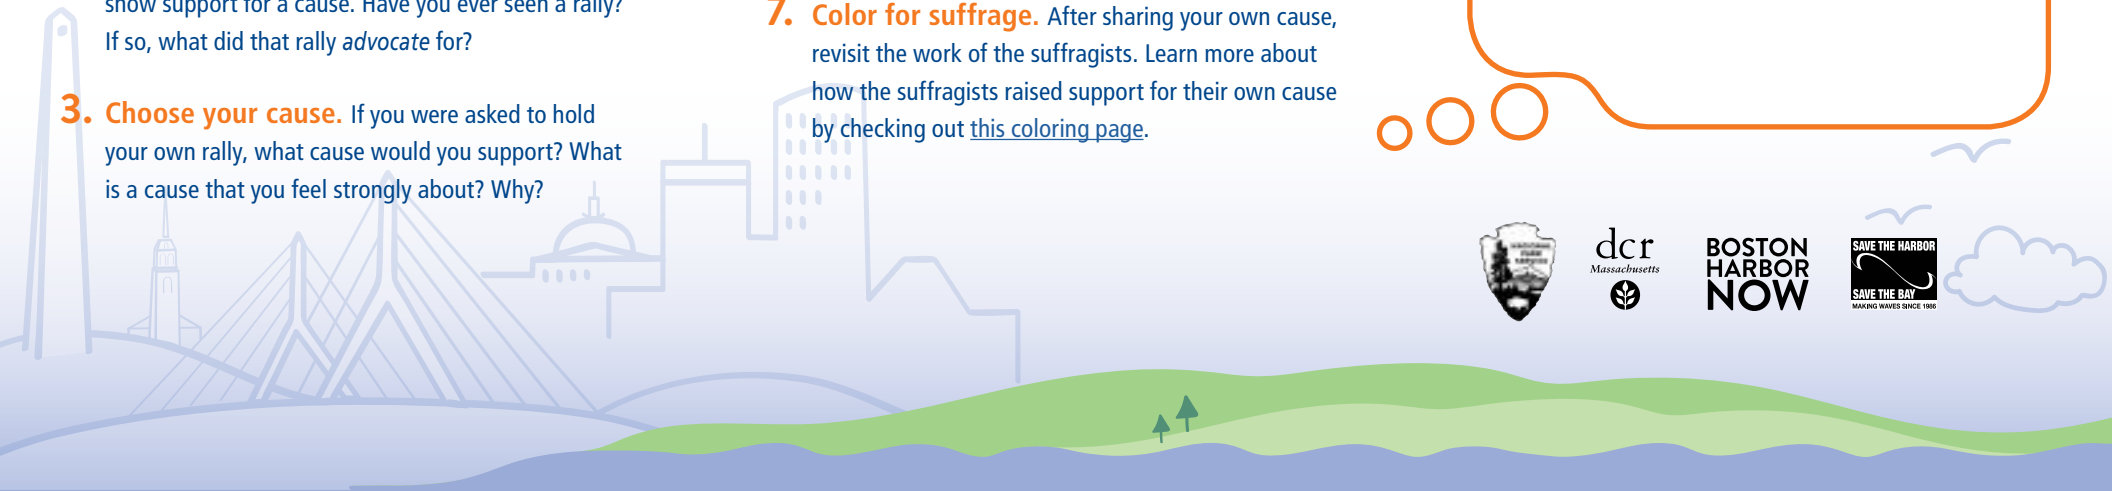 show support for a cause. Have you ever seen a rally?
If so, what did that rally advocate for?
3. Choose your cause. If you were asked to hold
your own rally, what cause would you support? What
is a cause that you feel strongly about? Why?
7. Color for suffrage. After sharing your own cause,
revisit the work of the suffragists. Learn more about
how the suffragists raised support for their own cause
by checking out this coloring page.
NATIONAL
PARK
SERVICE
dcr
Massachusetts
BOSTON
HARBOR
NOW
SAVE THE HARBOR
SAVE THE BAY
MAKING WAVES SINCE 1986